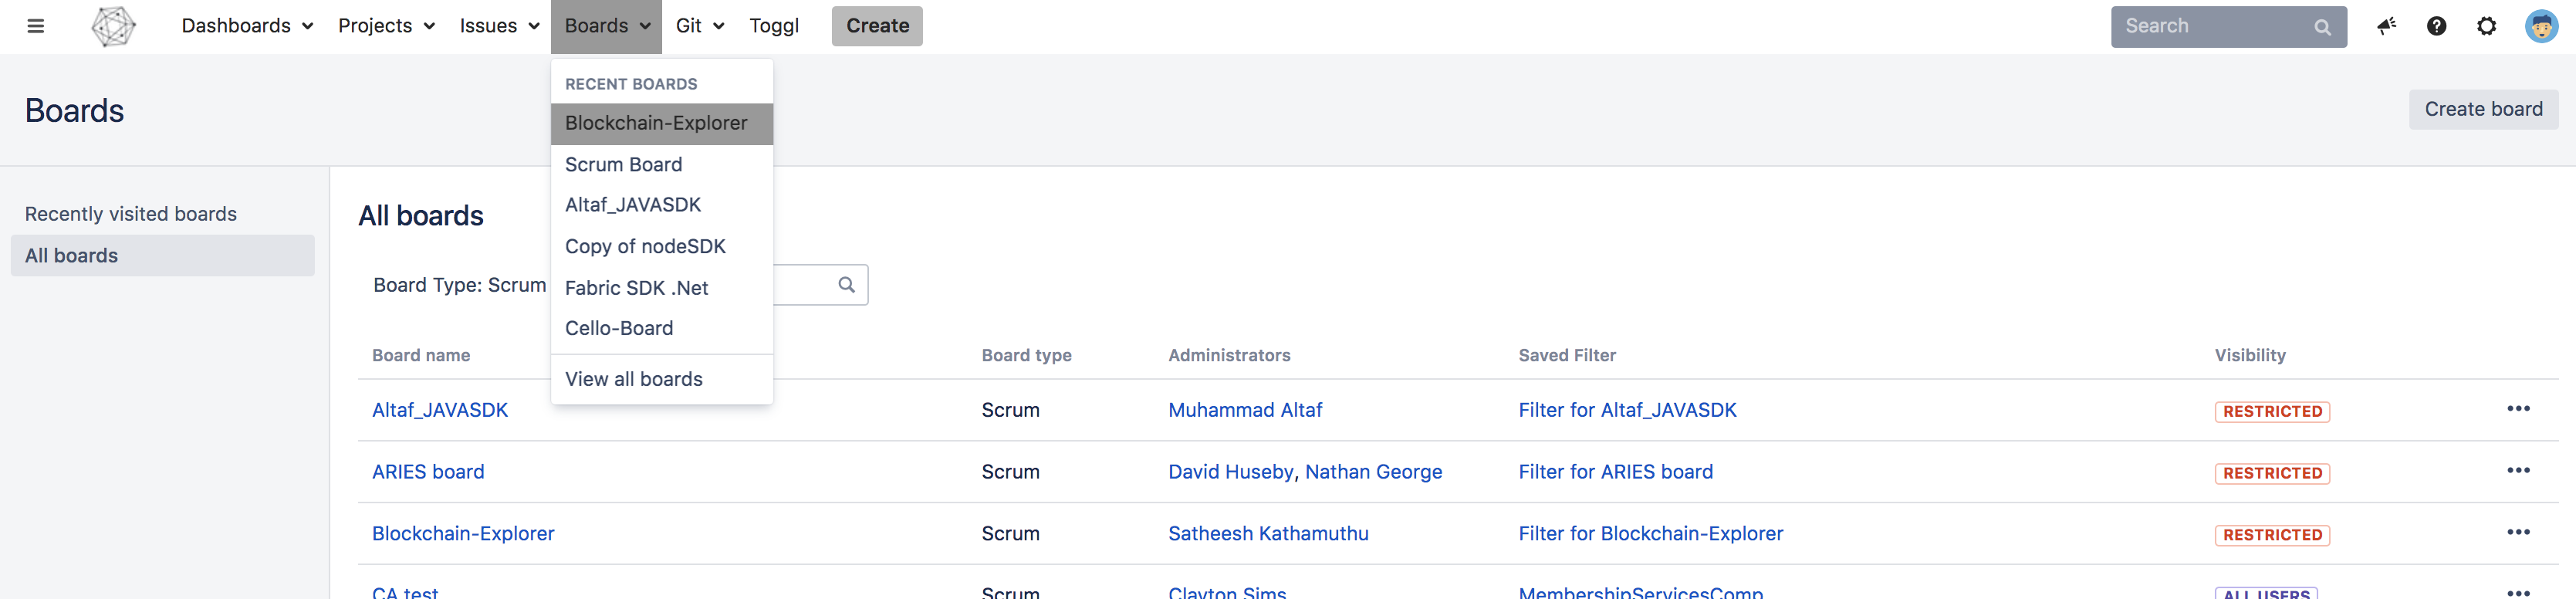 Dashboards Projects Issues Boards Git Toggl Create Search
RECENT BOARDS
Blockchain-Explorer
Scrum Board
Altaf_JAVASDK
Copy of nodeSDK
Fabric SDK .Net
Cello-Board
View all boards
Boards
Create board
Recently visited boards
All boards
All boards
Board Type: Scrum
Board name Board type Administrators Saved Filter Visibility
Altaf_JAVASDK Scrum Muhammad Altaf Filter for Altaf_JAVASDK RESTRICTED
ARIES board Scrum David Huseby, Nathan George Filter for ARIES board RESTRICTED
Blockchain-Explorer Scrum Satheesh Kathamuthu Filter for Blockchain-Explorer RESTRICTED
CA test Scrum Clayton Sims MembershipServicesComp ALL USERS